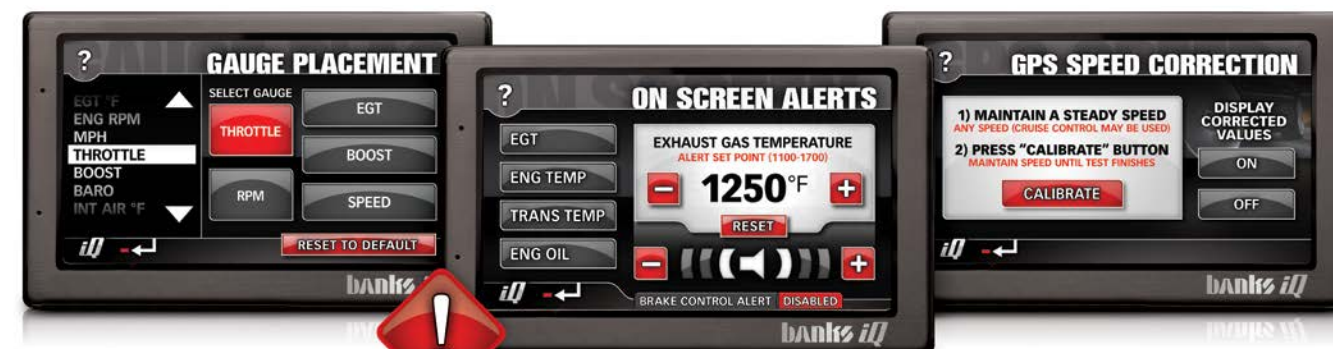 ?
GAUGE PLACEMENT
EGT °F
ENG RPM
MPH
THROTTLE
BOOST
BARO
INT AIR °F
SELECT GAUGE
THROTTLE
EGT
BOOST
RPM
SPEED
RESET TO DEFAULT
iQ
banks
?
ON SCREEN ALERTS
EGT
ENG TEMP
TRANS TEMP
ENG OIL
EXHAUST GAS TEMPERATURE
ALERT SET POINT (1100-1700)
1250°F
RESET
BRAKE CONTROL ALERT DISABLED
iQ
banks iQ
!
?
GPS SPEED CORRECTION
1) MAINTAIN A STEADY SPEED
ANY SPEED (CRUISE CONTROL MAY BE USED)
2) PRESS "CALIBRATE" BUTTON
MAINTAIN SPEED UNTIL TEST FINISHES
CALIBRATE
DISPLAY
CORRECTED
VALUES
ON
OFF
iQ
banks iQ